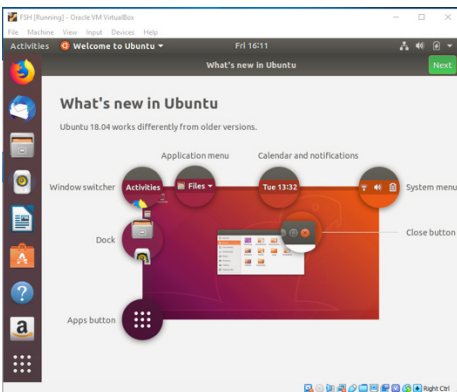 FSH [Running] - Oracle VM VirtualBox
File Machine View Input Devices Help
Activities Welcome to Ubuntu Fri 16:11
What's new in Ubuntu Next
What's new in Ubuntu
Ubuntu 18.04 works differently from older versions.
Application menu Calendar and notifications
Window switcher Activities Files Tue 13:32 System menu
Dock Close button
Apps button
Right Ctrl